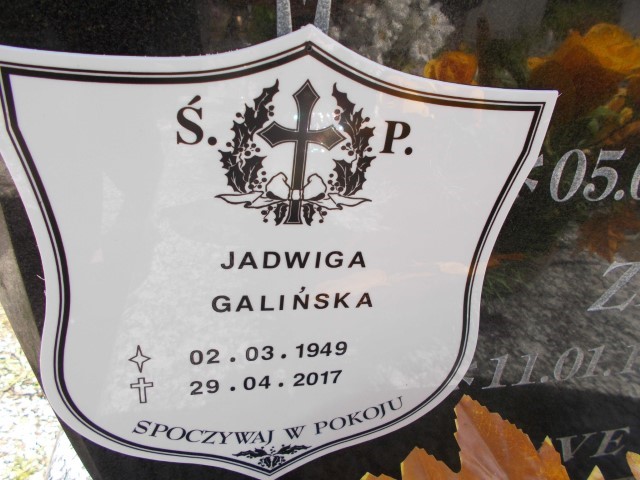 Ś. P.
JADWIGA
GALIŃSKA
02.03.1949
29.04.2017
SPOCZYWAJ W POKOJU